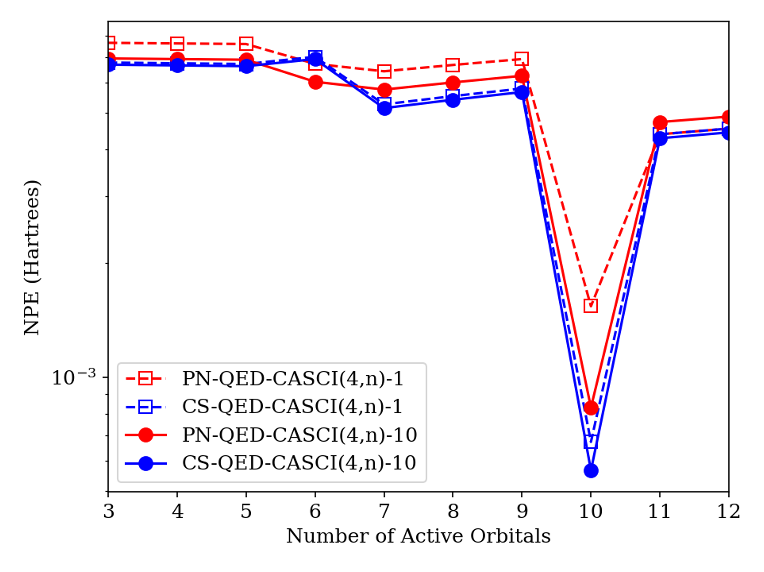 NPE (Hartrees)
10⁻³
PN-QED-CASCI(4,n)-1
CS-QED-CASCI(4,n)-1
PN-QED-CASCI(4,n)-10
CS-QED-CASCI(4,n)-10
3 4 5 6 7 8 9 10 11 12
Number of Active Orbitals